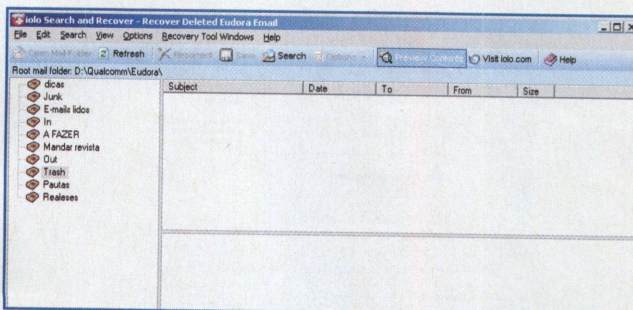 iolo Search and Recover - Recover Deleted Eudora Email
File Edit Search View Options Recovery Tool Windows Help
Open Mail Folder Refresh Save Search Options Preview Contents Visit iolo.com Help
Root mail folder: D:\Qualcomm\Eudora\
Subject Date To From Size
dicas
Junk
E-mails lidos
In
A FAZER
Mandar revista
Out
Trash
Pautas
Realeses